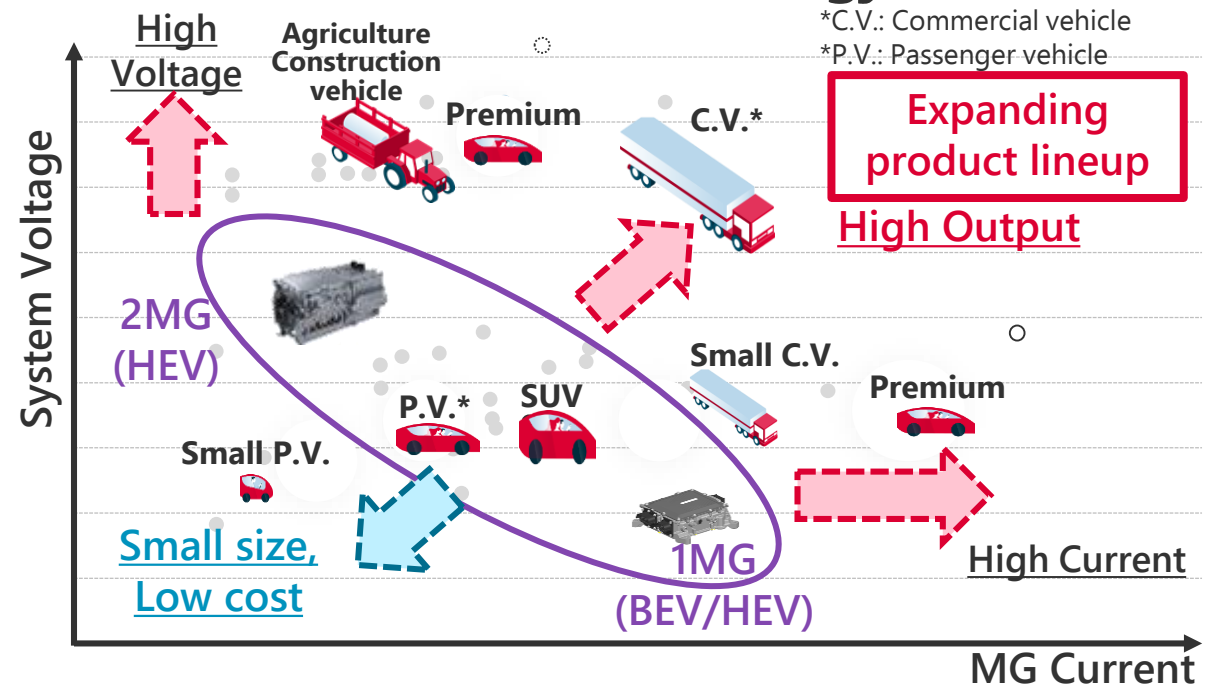 *C.V.: Commercial vehicle
*P.V.: Passenger vehicle
High
Voltage
Agriculture
Construction
vehicle
Premium
C.V.*
Expanding
product lineup
High Output
System Voltage
2MG
(HEV)
Small C.V.
Premium
P.V.*
SUV
Small P.V.
Small size,
Low cost
1MG
(BEV/HEV)
High Current
MG Current